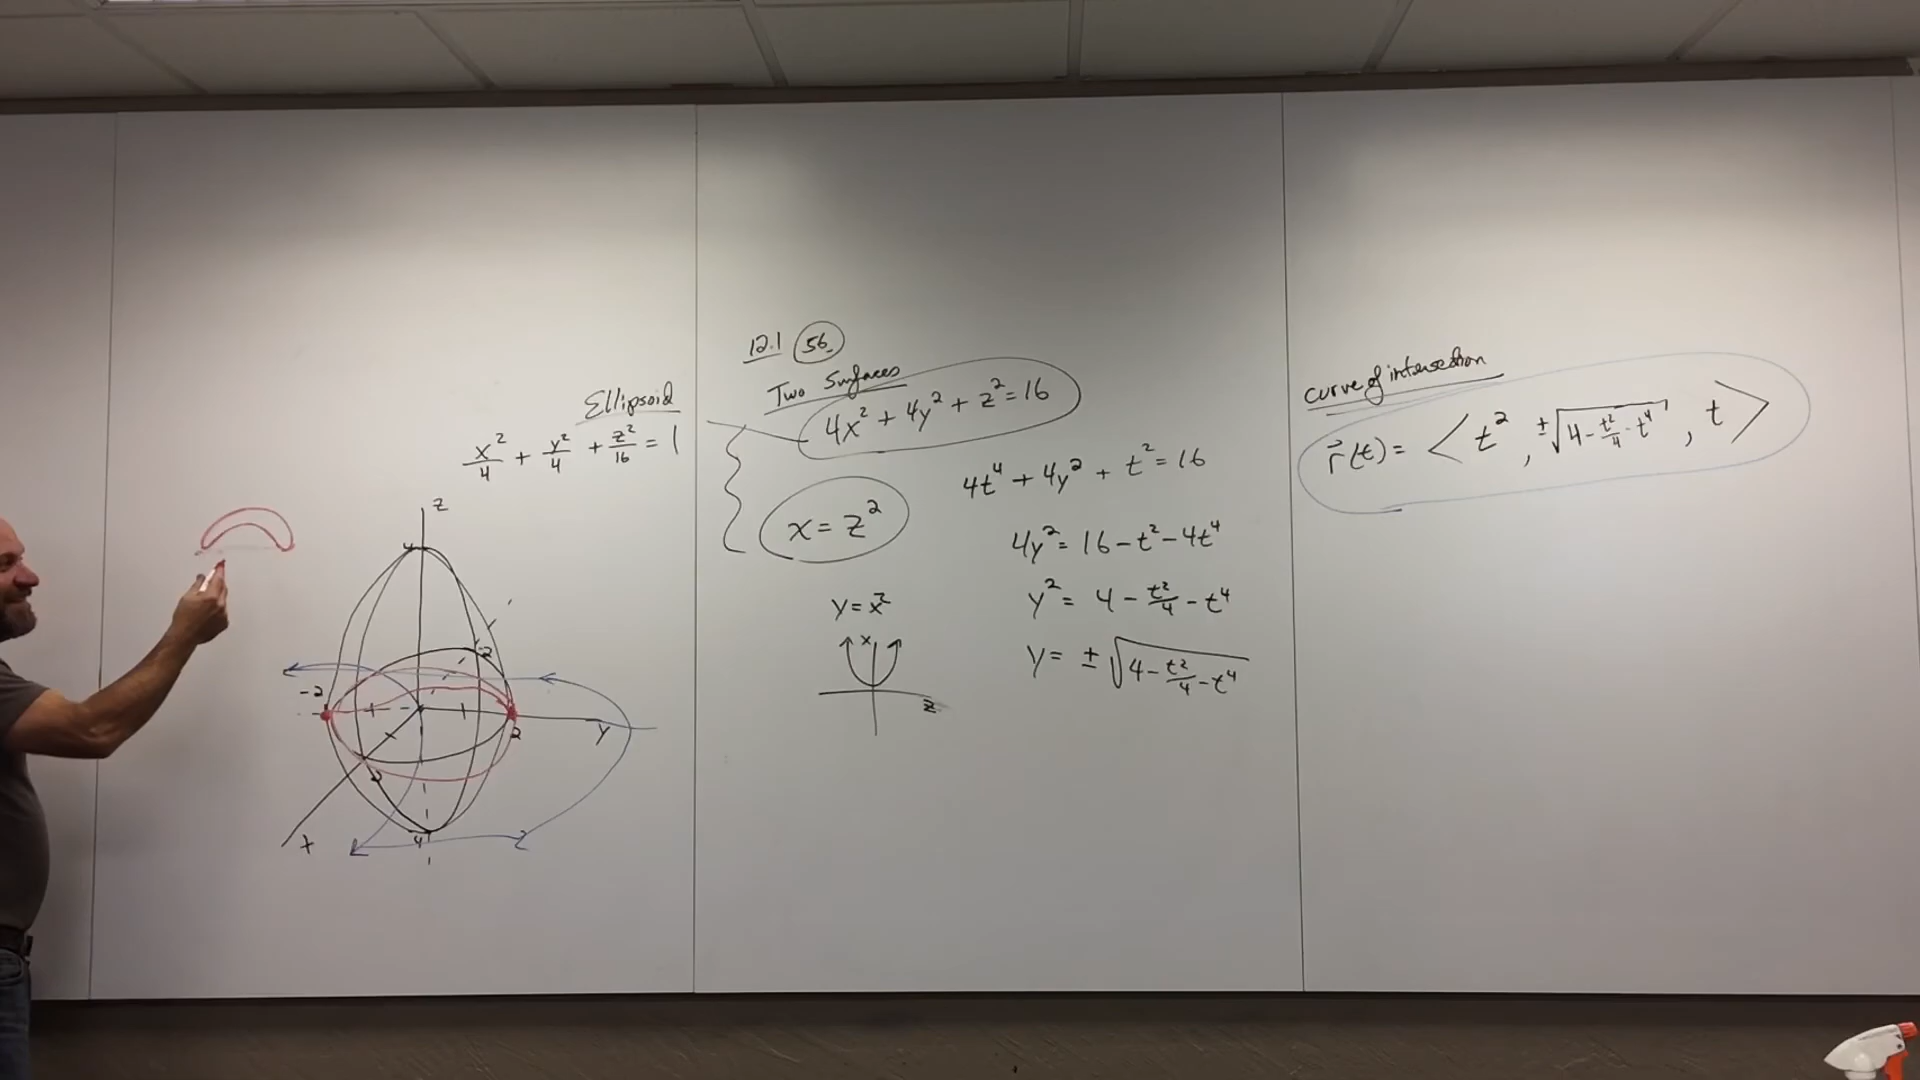 Ellipsoid
x²/4 + y²/4 + z²/16 = 1
z
4
-2
-2
2
y
x
4
12.1 56.
Two Surfaces
4x² + 4y² + z² = 16
x = z²
y = x²
x
z
4t⁴ + 4y² + t² = 16
4y² = 16 - t² - 4t⁴
y² = 4 - t²/4 - t⁴
y = ± √(4 - t²/4 - t⁴)
curve of intersection
r⃗(t) = < t², ±√(4 - t²/4 - t⁴), t >